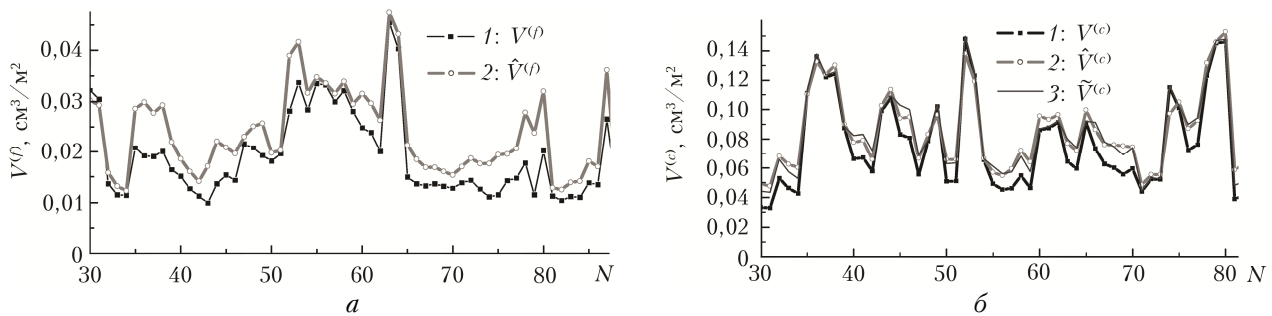 V⁽ᶠ⁾, см³/м²
0,04
0,03
0,02
0,01
0
30 40 50 60 70 80 N
1: V⁽ᶠ⁾
2: V̂⁽ᶠ⁾
а
V⁽ᶜ⁾, см³/м²
0,14
0,12
0,10
0,08
0,06
0,04
0,02
0
30 40 50 60 70 80 N
1: V⁽ᶜ⁾
2: V̂⁽ᶜ⁾
3: Ṽ⁽ᶜ⁾
б